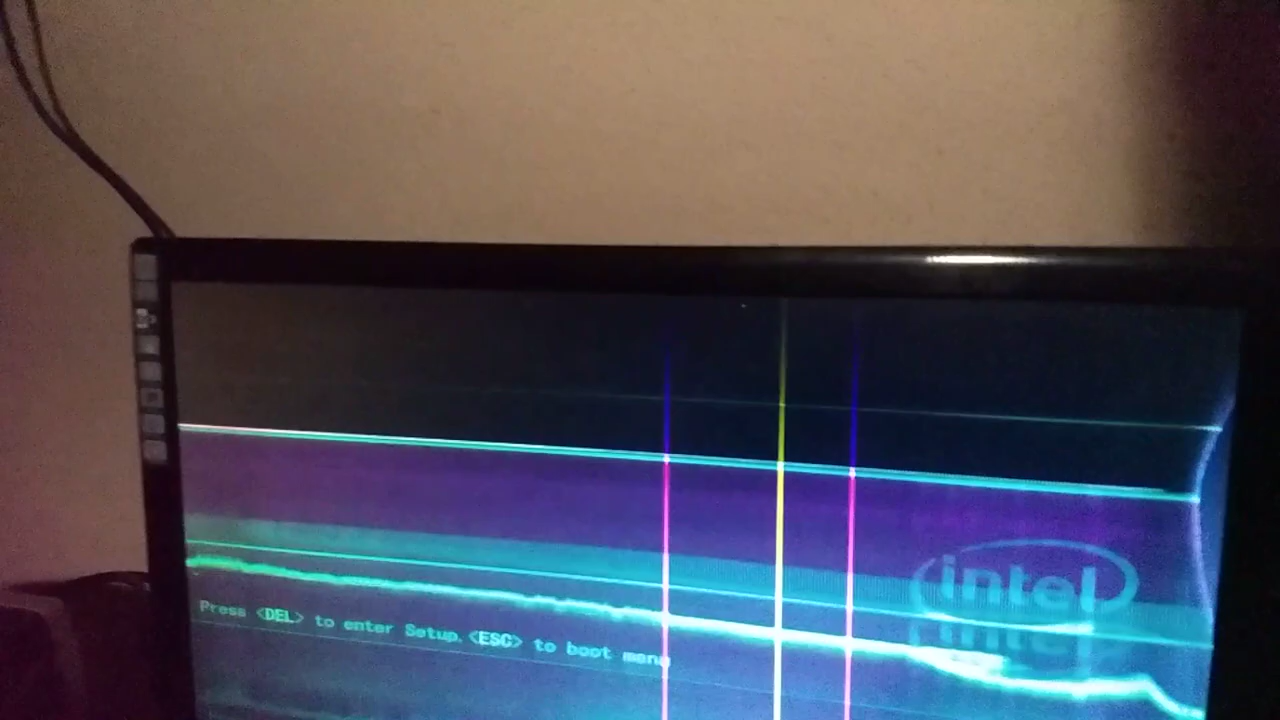 intel
Press <DEL> to enter Setup, <ESC> to boot menu